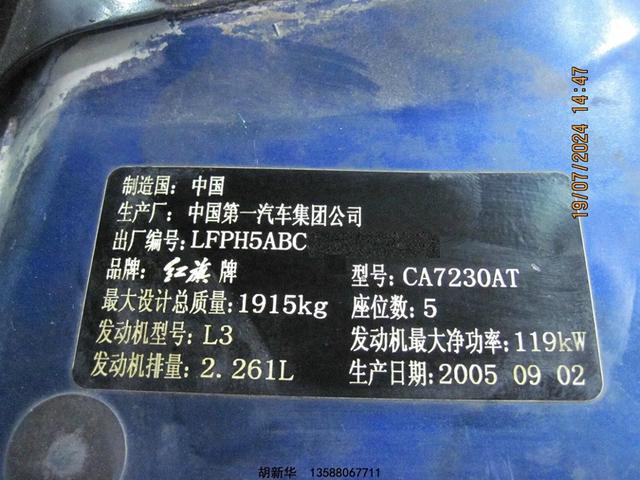 19/07/2024 14:47
制造国: 中国
生产厂: 中国第一汽车集团公司
出厂编号:LFPH5ABC
品牌: 红旗 牌 型号: CA7230AT
最大设计总质量:1915kg 座位数:5
发动机型号: L3 发动机最大净功率:119kW
发动机排量: 2.261L 生产日期:2005 09 02
胡新华 13588067711